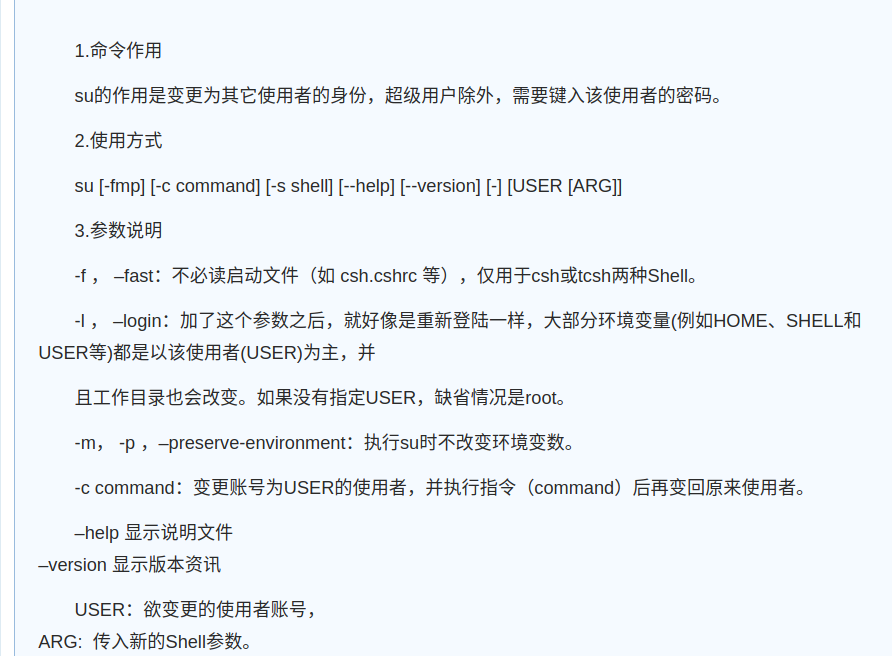 1.命令作用
su的作用是变更为其它使用者的身份，超级用户除外，需要键入该使用者的密码。
2.使用方式
su [-fmp] [-c command] [-s shell] [--help] [--version] [-] [USER [ARG]]
3.参数说明
-f ， –fast：不必读启动文件（如 csh.cshrc 等），仅用于csh或tcsh两种Shell。
-l ， –login：加了这个参数之后，就好像是重新登陆一样，大部分环境变量(例如HOME、SHELL和
USER等)都是以该使用者(USER)为主，并
且工作目录也会改变。如果没有指定USER，缺省情况是root。
-m， -p ，–preserve-environment：执行su时不改变环境变数。
-c command：变更账号为USER的使用者，并执行指令（command）后再变回原来使用者。
–help 显示说明文件
–version 显示版本资讯
USER：欲变更的使用者账号，
ARG: 传入新的Shell参数。